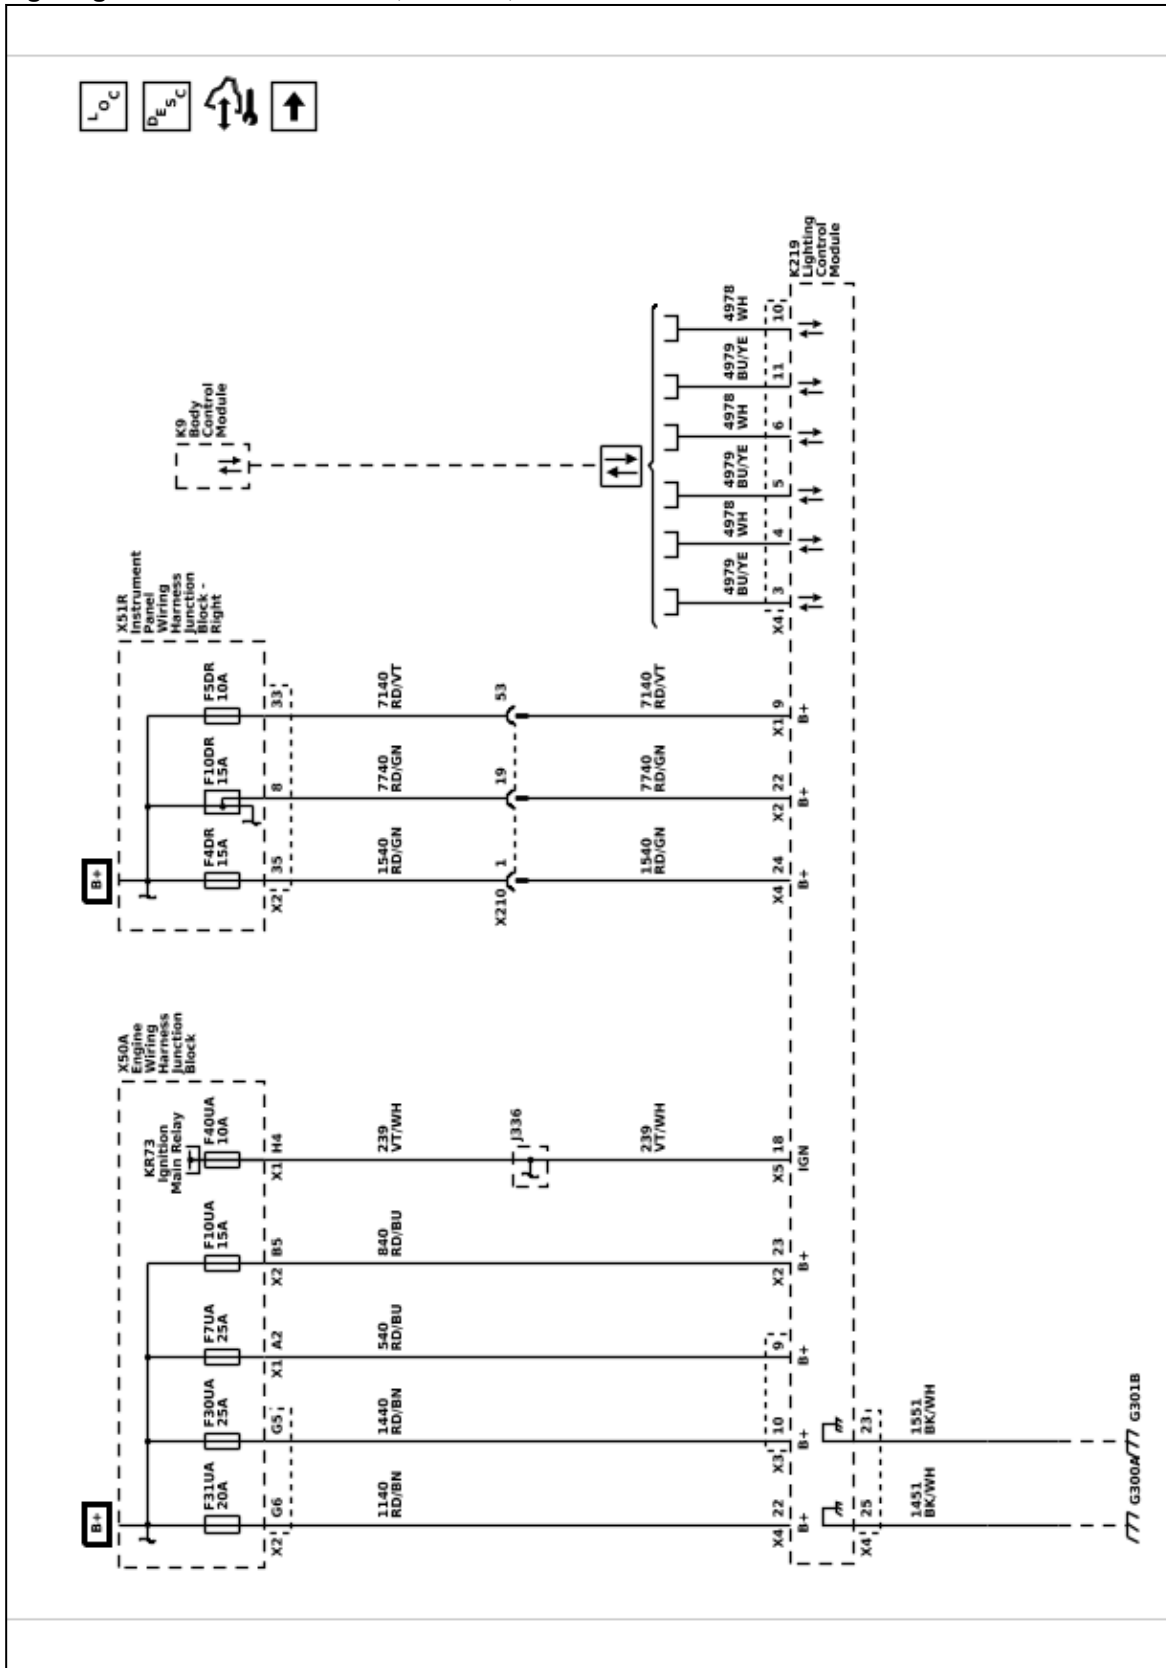 LOC
DESC
K219
Lighting
Control
Module
K9
Body
Control
Module
4978
WH
10
4979
BU/YE
11
4978
WH
6
4979
BU/YE
5
4978
WH
4
4979
BU/YE
3
X4
X51R
Instrument
Panel
Wiring
Harness
Junction
Block -
Right
B+
F5DR
10A
33
7140
RD/VT
53
7140
RD/VT
X1 9
B+
F10DR
15A
8
7740
RD/GN
19
7740
RD/GN
X2 22
B+
F4DR
15A
X2 35
1540
RD/GN
X210 1
1540
RD/GN
X4 24
B+
X50A
Engine
Wiring
Harness
Junction
Block
B+
KR73
Ignition
Main Relay
F40UA
10A
X1 H4
239
VT/WH
J336
239
VT/WH
X5 18
IGN
F10UA
15A
X2 B5
840
RD/BU
X2 23
B+
F7UA
25A
X1 A2
540
RD/BU
9
B+
F30UA
25A
G5
1440
RD/BN
X3 10
B+
F31UA
20A
X2 G6
1140
RD/BN
X4 22
B+
23
1551
BK/WH
G301B
X4 25
1451
BK/WH
G300A